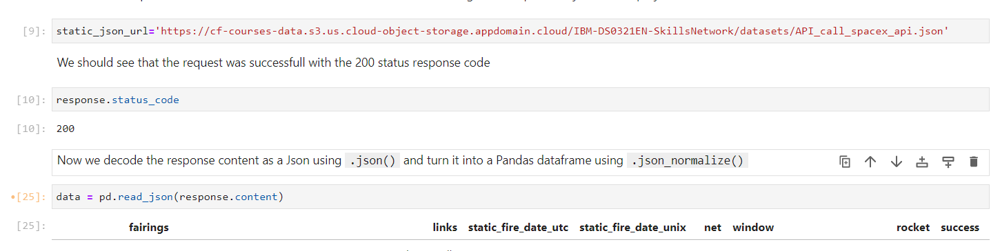 [9]: static_json_url='https://cf-courses-data.s3.us.cloud-object-storage.appdomain.cloud/IBM-DS0321EN-SkillsNetwork/datasets/API_call_spacex_api.json'
We should see that the request was successfull with the 200 status response code
[10]: response.status_code
[10]: 200
Now we decode the response content as a Json using .json() and turn it into a Pandas dataframe using .json_normalize()
•[25]: data = pd.read_json(response.content)
[25]: fairings links static_fire_date_utc static_fire_date_unix net window rocket success